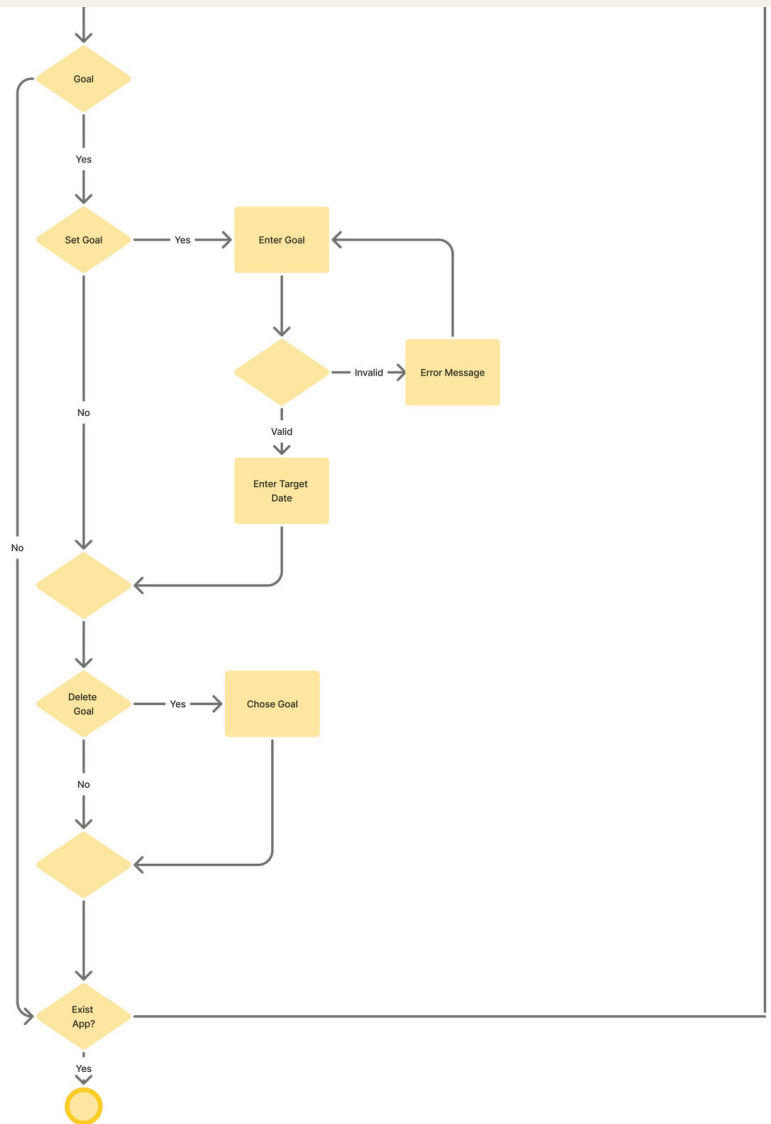 Goal
Yes
Set Goal
Yes
Enter Goal
Invalid
Error Message
No
Valid
Enter Target
Date
No
Delete
Goal
Yes
Chose Goal
No
Exist
App?
Yes